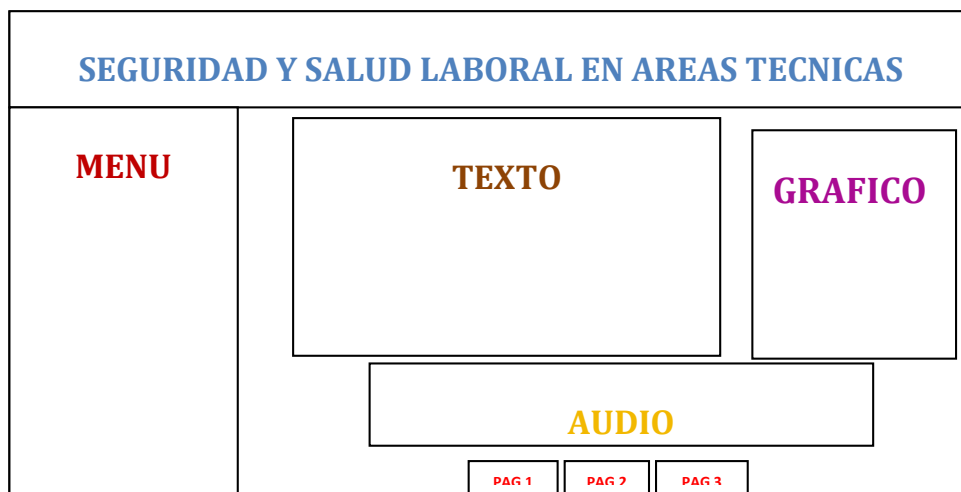 SEGURIDAD Y SALUD LABORAL EN AREAS TECNICAS
MENU
TEXTO
GRAFICO
AUDIO
PAG 1
PAG 2
PAG 3